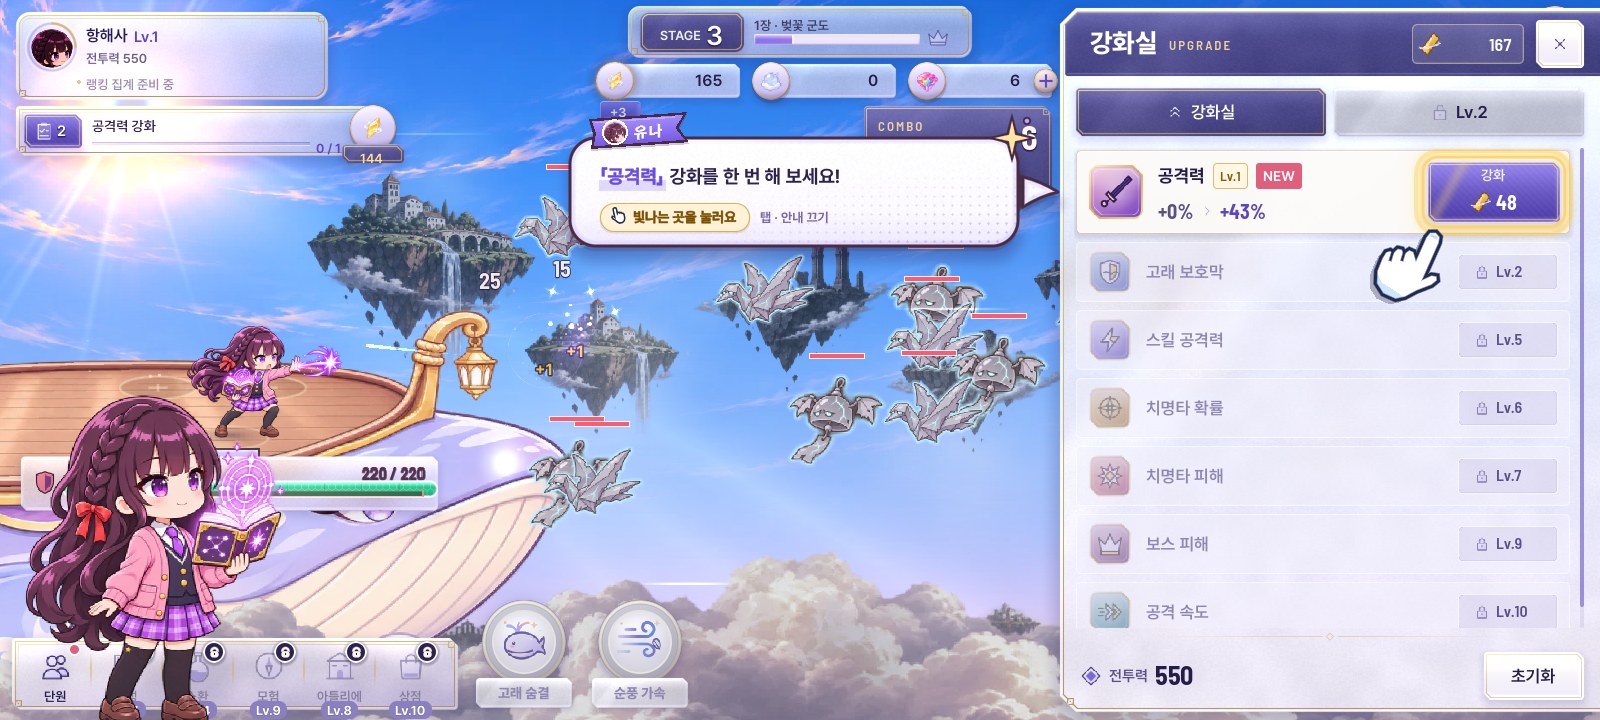 항해사 Lv.1
전투력 550
랭킹 집계 준비 중
2 공격력 강화
0 / 1
144
STAGE 3
1장 · 벚꽃 군도
165
0
6
+3
COMBO
유나
「공격력」 강화를 한 번 해 보세요!
빛나는 곳을 눌러요
탭 · 안내 끄기
25
15
+1
+1
220 / 220
단원
모험
Lv.9
아틀리에
Lv.8
상점
Lv.10
고래 숨결
순풍 가속
강화실 UPGRADE
167
강화실
Lv.2
공격력 Lv.1 NEW
+0% > +43%
강화
48
고래 보호막 Lv.2
스킬 공격력 Lv.5
치명타 확률 Lv.6
치명타 피해 Lv.7
보스 피해 Lv.9
공격 속도 Lv.10
전투력 550
초기화